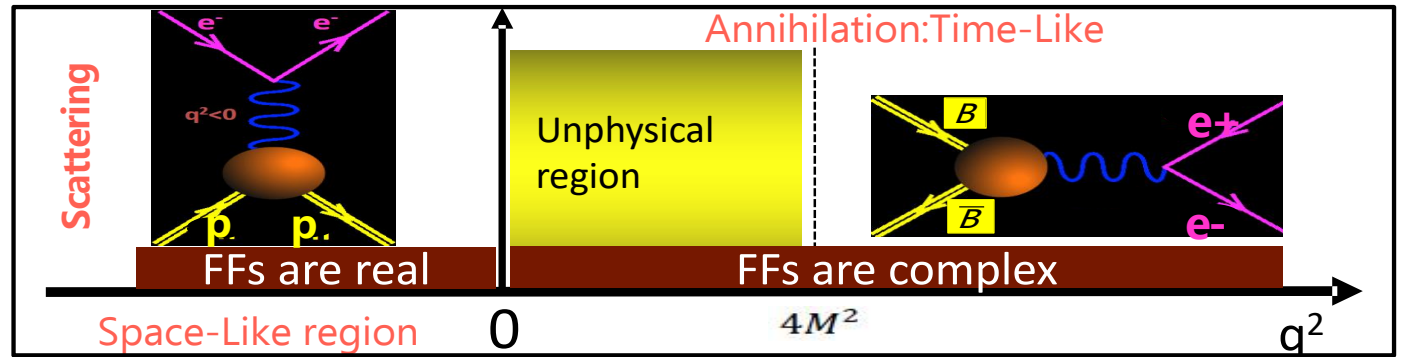 Annihilation:Time-Like
Scattering
e⁻ e⁻
q²<0
p p
Unphysical
region
B
B̅
e+
e-
FFs are real
FFs are complex
Space-Like region
0
4M²
q²